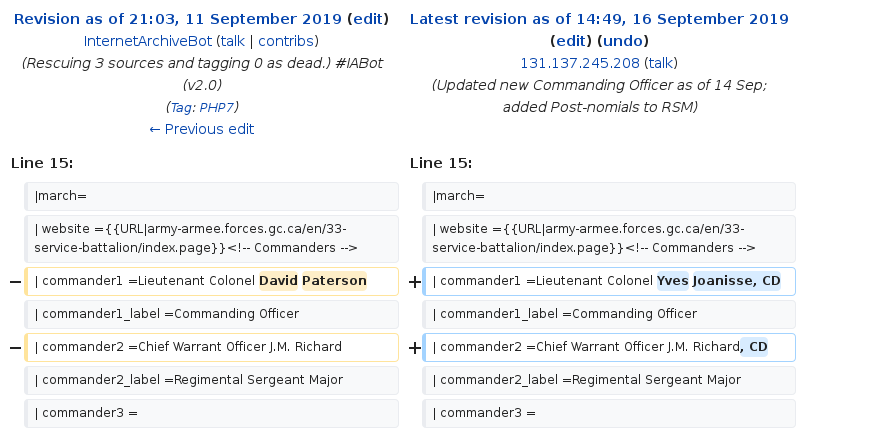 Revision as of 21:03, 11 September 2019 (edit)
InternetArchiveBot (talk | contribs)
(Rescuing 3 sources and tagging 0 as dead.) #IABot
(v2.0)
(Tag: PHP7)
← Previous edit
Latest revision as of 14:49, 16 September 2019
(edit) (undo)
131.137.245.208 (talk)
(Updated new Commanding Officer as of 14 Sep;
added Post-nomials to RSM)
Line 15:
Line 15:
|march=
|march=
| website ={{URL|army-armee.forces.gc.ca/en/33-
service-battalion/index.page}}<!-- Commanders -->
| website ={{URL|army-armee.forces.gc.ca/en/33-
service-battalion/index.page}}<!-- Commanders -->
− | commander1 =Lieutenant Colonel David Paterson
+ | commander1 =Lieutenant Colonel Yves Joanisse, CD
| commander1_label =Commanding Officer
| commander1_label =Commanding Officer
− | commander2 =Chief Warrant Officer J.M. Richard
+ | commander2 =Chief Warrant Officer J.M. Richard, CD
| commander2_label =Regimental Sergeant Major
| commander2_label =Regimental Sergeant Major
| commander3 =
| commander3 =